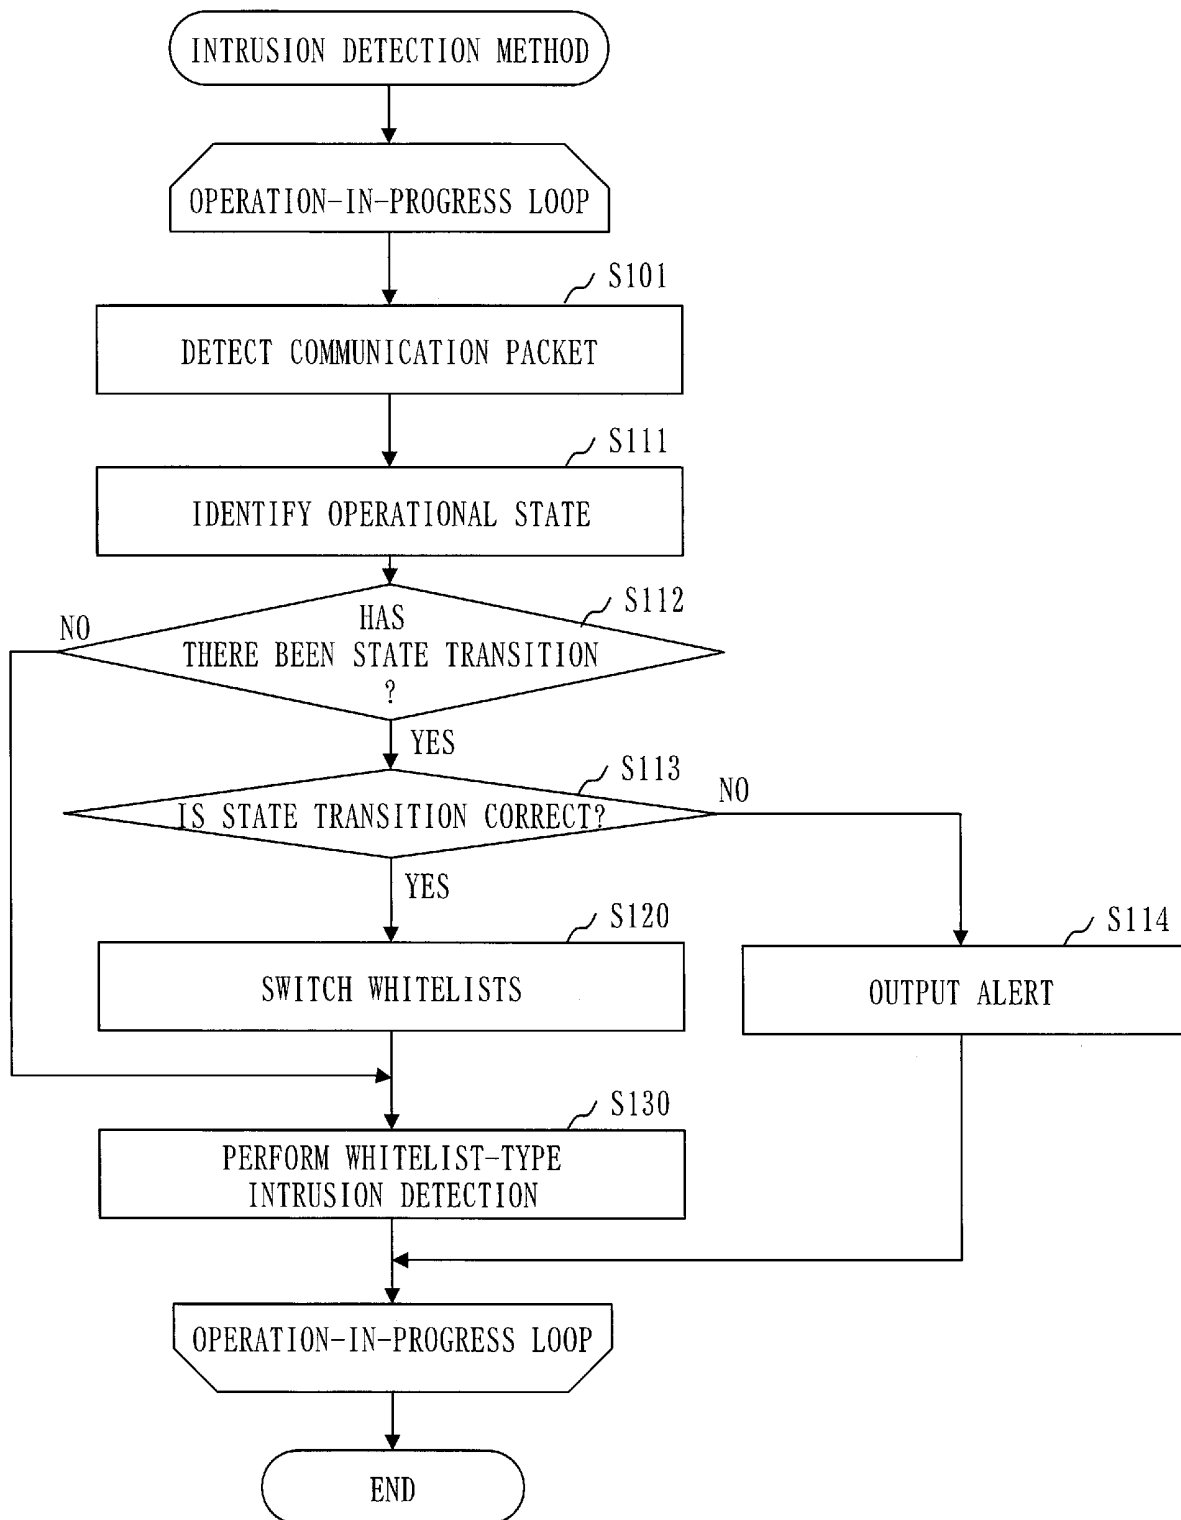 INTRUSION DETECTION METHOD
OPERATION-IN-PROGRESS LOOP
S101
DETECT COMMUNICATION PACKET
S111
IDENTIFY OPERATIONAL STATE
S112
NO
HAS
THERE BEEN STATE TRANSITION
?
YES
S113
NO
IS STATE TRANSITION CORRECT?
YES
S120
SWITCH WHITELISTS
S114
OUTPUT ALERT
S130
PERFORM WHITELIST-TYPE
INTRUSION DETECTION
OPERATION-IN-PROGRESS LOOP
END